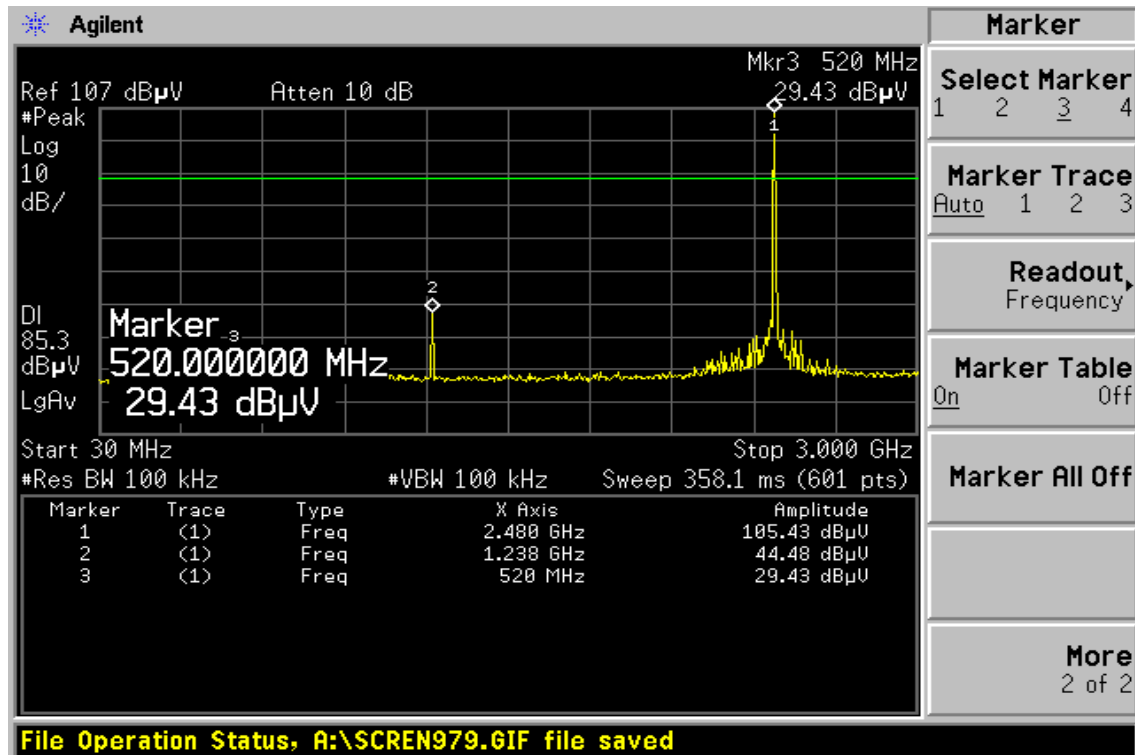 Agilent
Marker
Mkr3 520 MHz
Ref 107 dBµV Atten 10 dB 29.43 dBµV
#Peak
Log
10
dB/
1
2
DI
85.3
dBµV
LgAv
Marker
3
520.000000 MHz
29.43 dBµV
Start 30 MHz Stop 3.000 GHz
#Res BW 100 kHz #VBW 100 kHz Sweep 358.1 ms (601 pts)
Marker Trace Type X Axis Amplitude
1 (1) Freq 2.480 GHz 105.43 dBµV
2 (1) Freq 1.238 GHz 44.48 dBµV
3 (1) Freq 520 MHz 29.43 dBµV
Select Marker
1 2 3 4
Marker Trace
Auto 1 2 3
Readout
Frequency
Marker Table
On Off
Marker All Off
More
2 of 2
File Operation Status, A:\SCREN979.GIF file saved